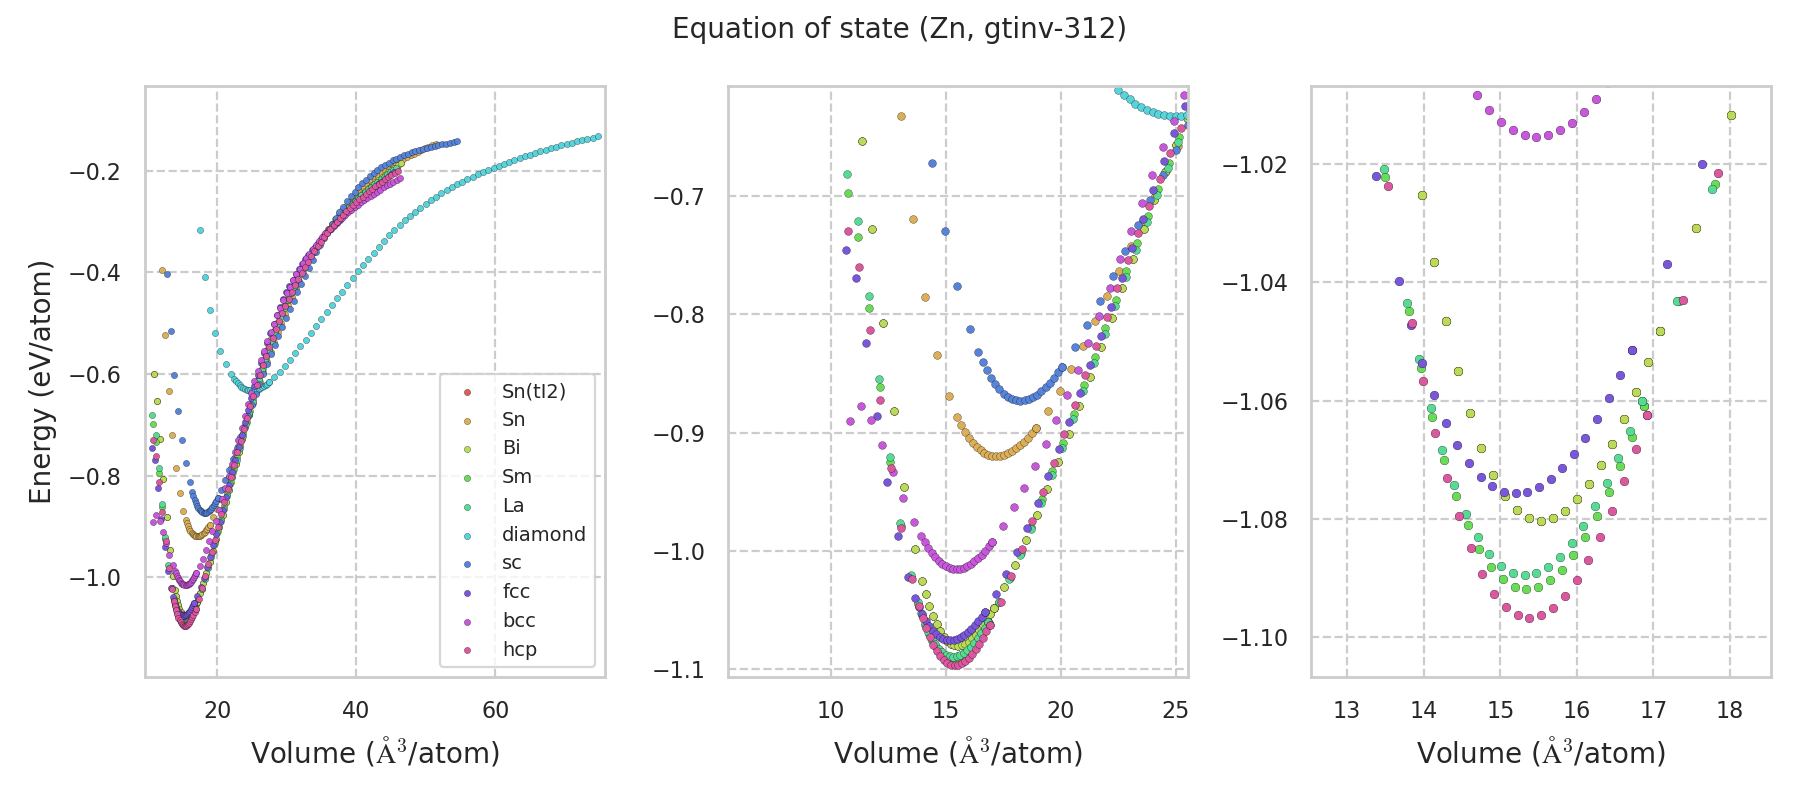 Equation of state (Zn, gtinv-312)
Energy (eV/atom)
−0.2
−0.4
−0.6
−0.8
−1.0
20 40 60
Volume (Å³/atom)
Sn(tI2)
Sn
Bi
Sm
La
diamond
sc
fcc
bcc
hcp
−0.7
−0.8
−0.9
−1.0
−1.1
10 15 20 25
Volume (Å³/atom)
−1.02
−1.04
−1.06
−1.08
−1.10
13 14 15 16 17 18
Volume (Å³/atom)